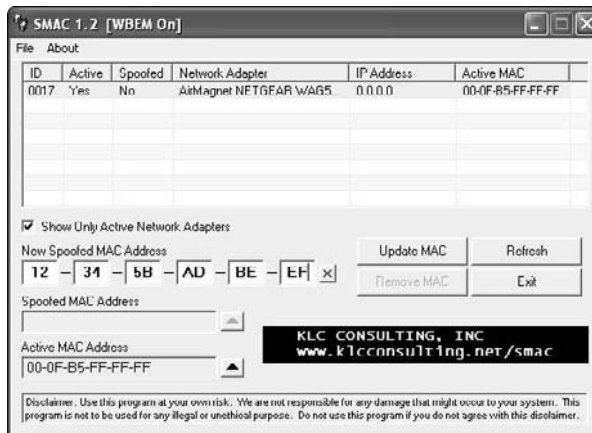 SMAC 1.2 [WBEM On]
File About
ID Active Spoofed Network Adapter IP Address Active MAC
0017 Yes No AirMagnet NETGEAR WAG5... 0.0.0.0 00-0F-B5-FF-FF-FF
Show Only Active Network Adapters
New Spoofed MAC Address
12 - 34 - 5B - AD - BE - EF X
Update MAC Refresh
Remove MAC Exit
Spoofed MAC Address
KLC CONSULTING, INC
www.klcconsulting.net/smac
Active MAC Address
00-0F-B5-FF-FF-FF
Disclaimer: Use this program at your own risk. We are not responsible for any damage that might occur to your system. This
program is not to be used for any illegal or unethical purpose. Do not use this program if you do not agree with this disclaimer.